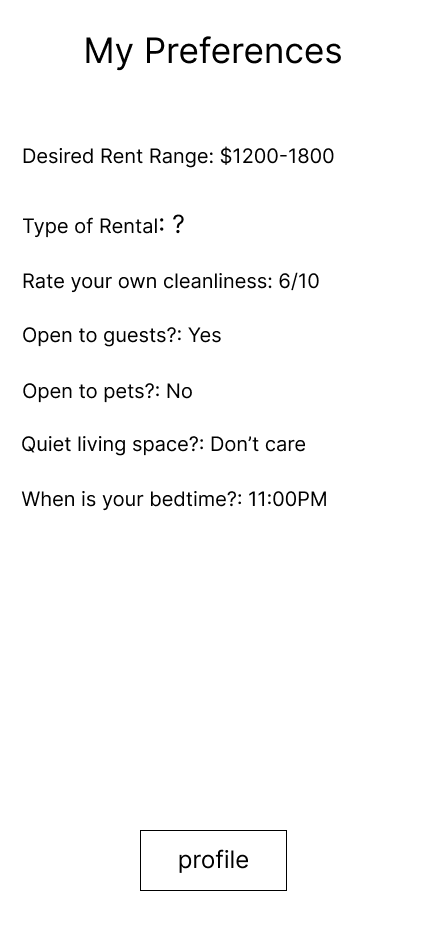 My Preferences
Desired Rent Range: $1200-1800
Type of Rental: ?
Rate your own cleanliness: 6/10
Open to guests?: Yes
Open to pets?: No
Quiet living space?: Don’t care
When is your bedtime?: 11:00PM
profile